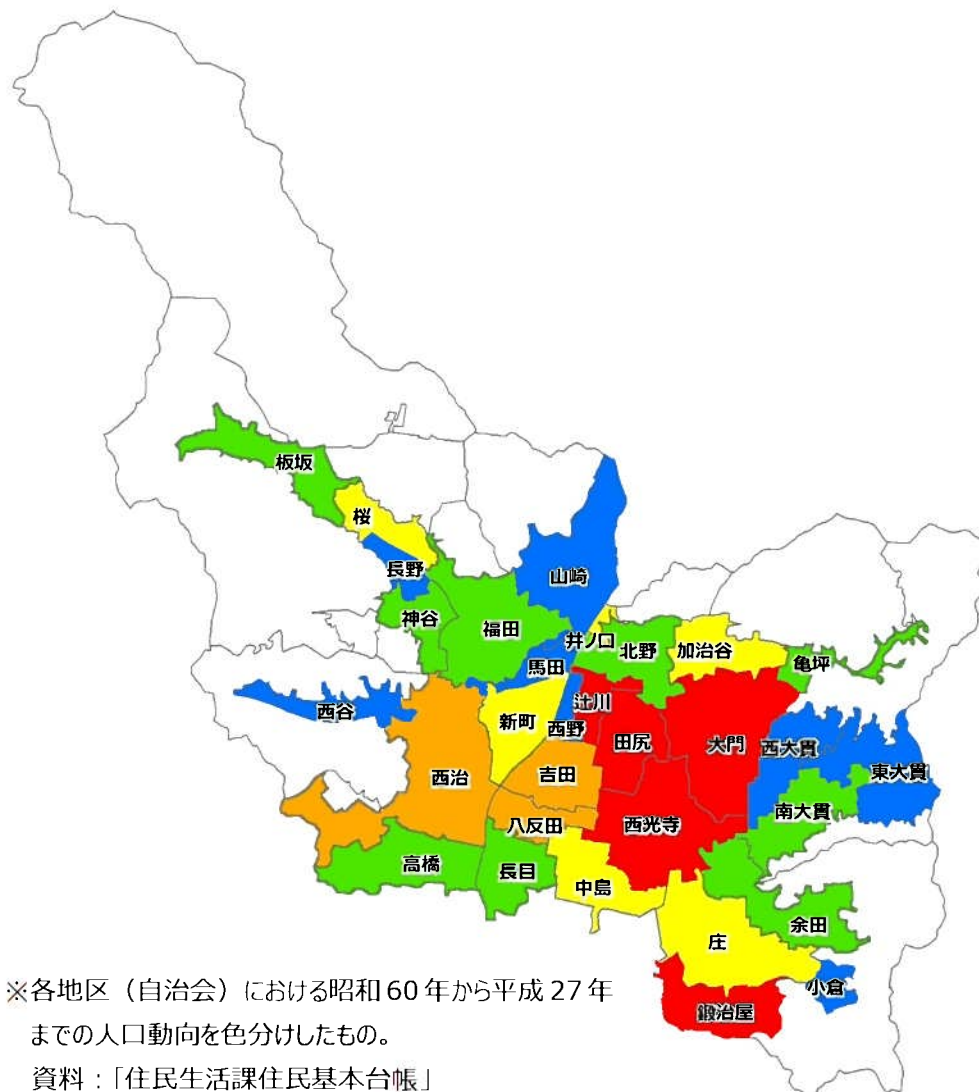 板坂
桜
長野
山崎
神谷
福田
井ノ口
北野
加治谷
馬田
亀坪
西谷
新町
西野
辻川
田尻
大門
西大貫
東大貫
西治
吉田
南大貫
八反田
西光寺
高橋
長目
中島
余田
庄
小倉
鍛治屋
※各地区（自治会）における昭和60年から平成27年
までの人口動向を色分けしたもの。
資料：「住民生活課住民基本台帳」